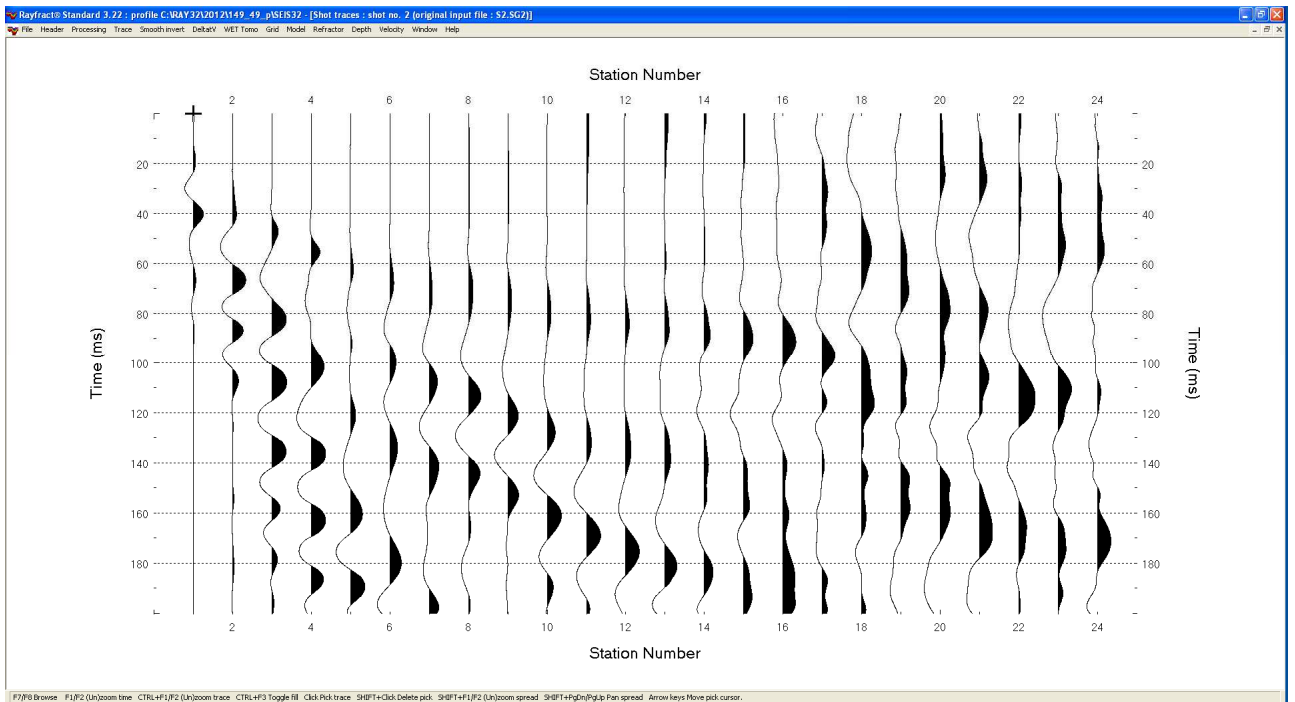 Rayfract® Standard 3.22 : profile C:\RAY32\2012\149_49_p\SEIS32 - [Shot traces : shot no. 2 (original input file : S2.SG2)]
File Header Processing Trace Smooth invert DeltatV WET Tomo Grid Model Refractor Depth Velocity Window Help
Station Number
2 4 6 8 10 12 14 16 18 20 22 24
20 20
40 40
60 60
80 80
Time (ms) Time (ms)
100 100
120 120
140 140
160 160
180 180
2 4 6 8 10 12 14 16 18 20 22 24
Station Number
F7/F8 Browse F1/F2 (Un)zoom time CTRL+F1/F2 (Un)zoom trace CTRL+F3 Toggle fill Click Pick trace SHIFT+Click Delete pick SHIFT+F1/F2 (Un)zoom spread SHIFT+PgDn/PgUp Pan spread Arrow keys Move pick cursor.